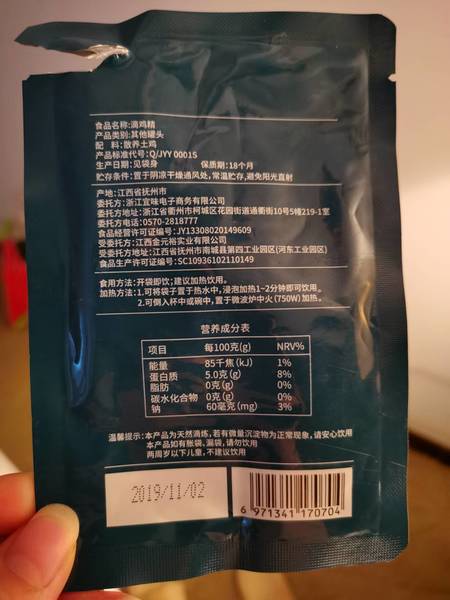 食品名称:滴鸡精
产品类别:其他罐头
配 料:散养土鸡
产品标准代号:Q/JYY 0001S
生产日期:见袋身 保质期:18个月
贮存条件:置于阴凉干燥通风处,常温贮存,避免阳光直射
产地:江西省抚州市
委托方:浙江宜味电子商务有限公司
委托方地址:浙江省衢州市柯城区花园街道通衢街10号5幢219-1室
委托方电话:0570-2818777
食品经营许可证编号:JY13308020149609
受委托方:江西金元裕实业有限公司
受委托方地址:江西省抚州市南城县第四工业园区(河东工业园区)
食品生产许可证编号:SC10936102110149
食用方法:开袋即饮;建议加热饮用。
加热方法:1.可将袋子置于热水中,浸泡加热1~2分钟即可饮用。
2.可倒入杯中或碗中,置于微波炉中火(750W)加热。
营养成分表
项目 每100克(g) NRV%
能量 85千焦(kJ) 1%
蛋白质 5.0克(g) 8%
脂肪 0克(g) 0%
碳水化合物 0克(g) 0%
钠 60毫克(mg) 3%
温馨提示:本产品为天然滴炼,若有微量沉淀物为正常现象,请安心饮用
本产品如有胀袋、漏袋,请勿饮用
两周岁以下儿童,不建议饮用
2019/11/02
6 971341 170704